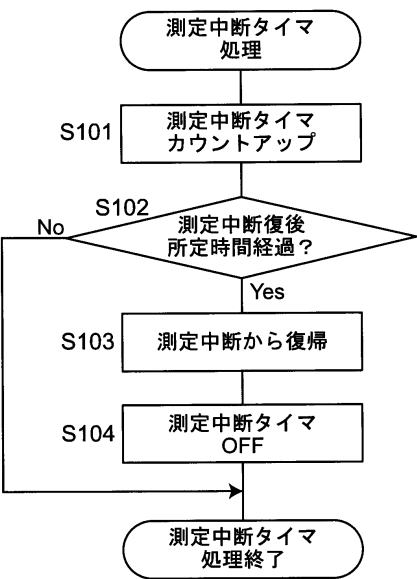 測定中断タイマ
処理
S101
測定中断タイマ
カウントアップ
S102
測定中断復後
所定時間経過？
No
Yes
S103
測定中断から復帰
S104
測定中断タイマ
OFF
測定中断タイマ
処理終了